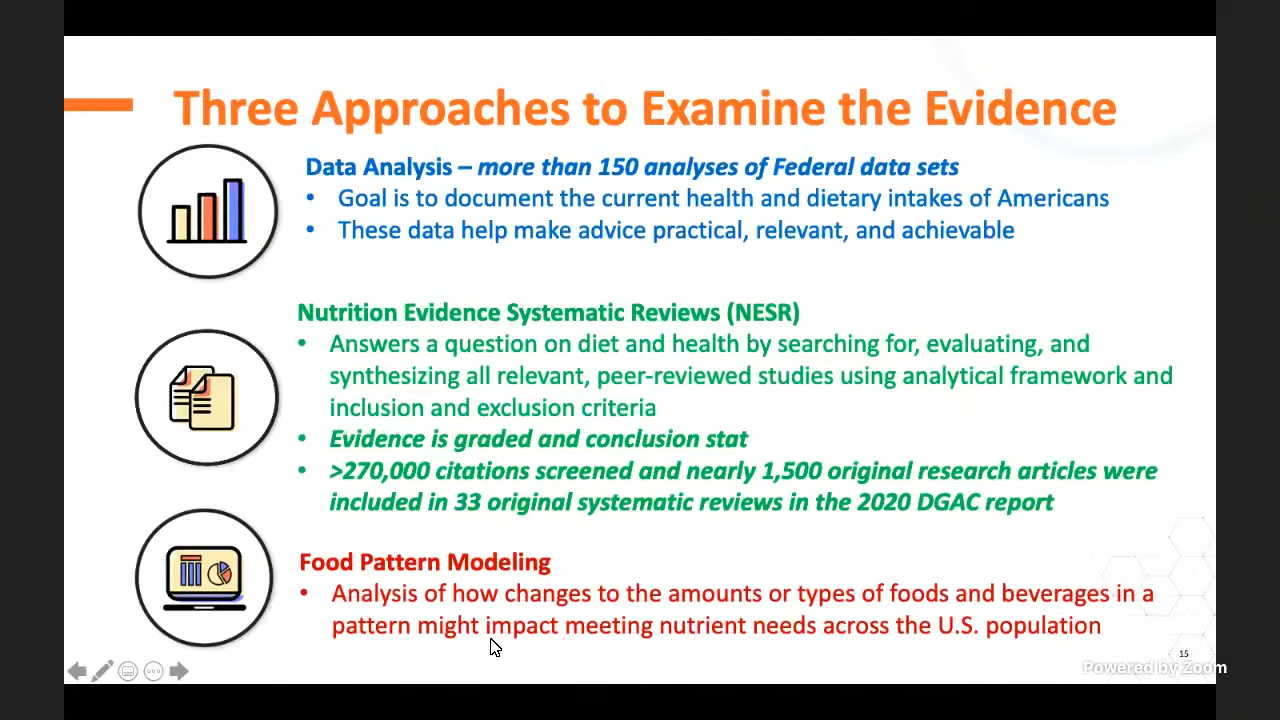 Three Approaches to Examine the Evidence
Data Analysis – more than 150 analyses of Federal data sets
• Goal is to document the current health and dietary intakes of Americans
• These data help make advice practical, relevant, and achievable
Nutrition Evidence Systematic Reviews (NESR)
• Answers a question on diet and health by searching for, evaluating, and
synthesizing all relevant, peer-reviewed studies using analytical framework and
inclusion and exclusion criteria
• Evidence is graded and conclusion stat
• >270,000 citations screened and nearly 1,500 original research articles were
included in 33 original systematic reviews in the 2020 DGAC report
Food Pattern Modeling
• Analysis of how changes to the amounts or types of foods and beverages in a
pattern might impact meeting nutrient needs across the U.S. population
15
Powered by Zoom